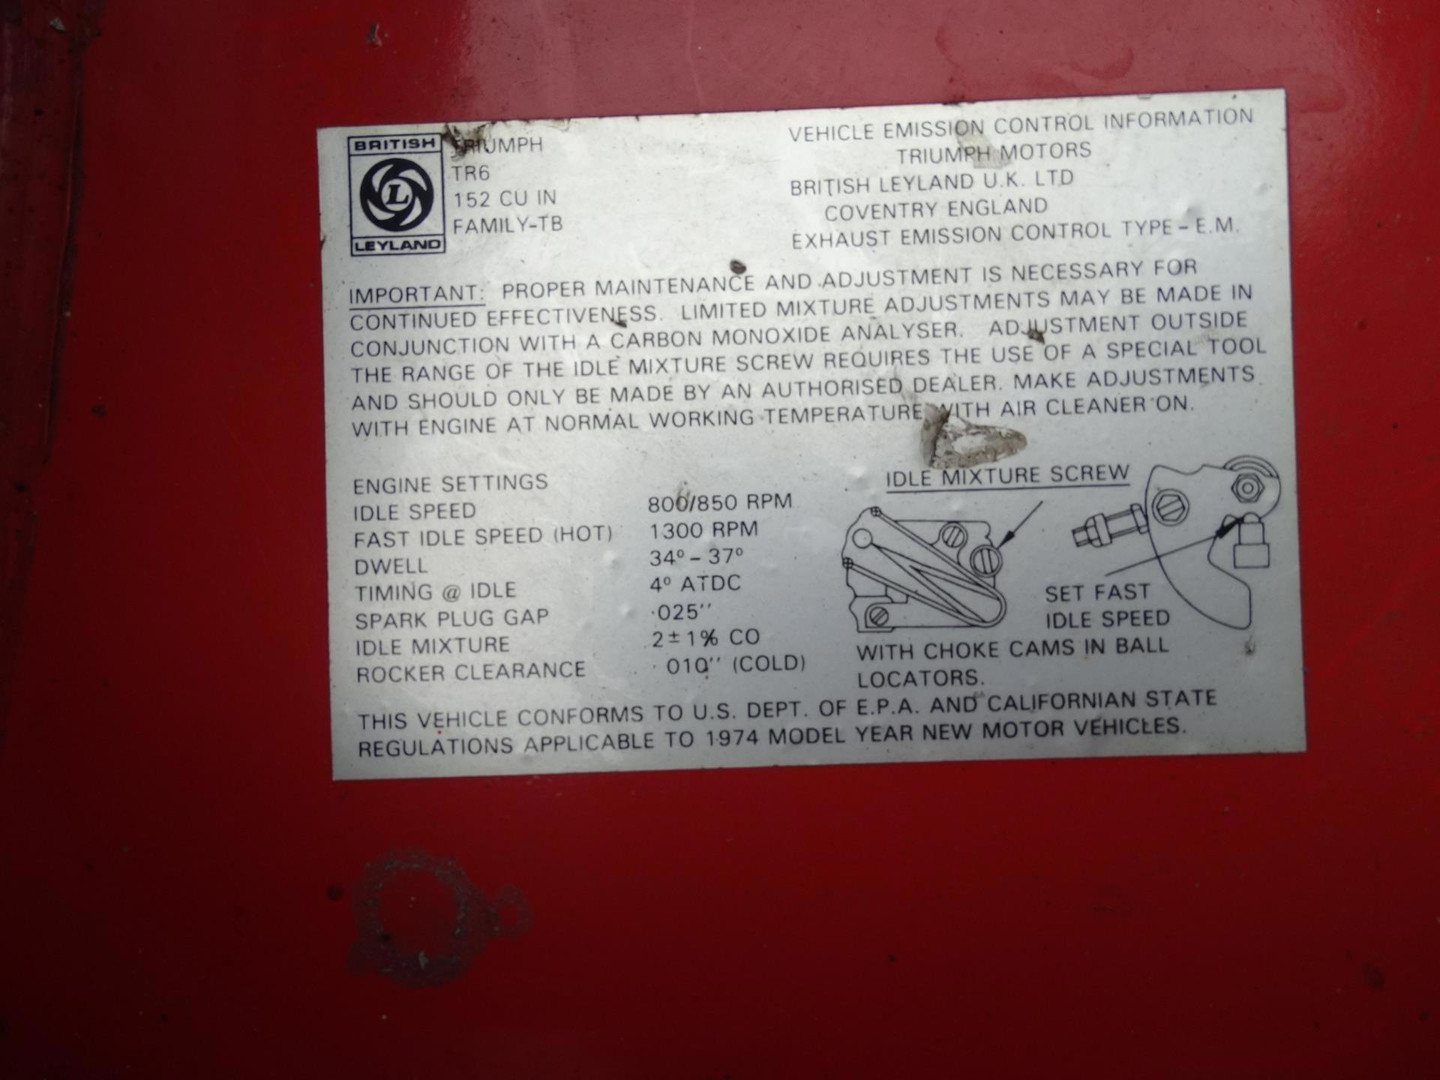 BRITISH
L
LEYLAND
TRIUMPH
TR6
152 CU IN
FAMILY-TB
VEHICLE EMISSION CONTROL INFORMATION
TRIUMPH MOTORS
BRITISH LEYLAND U.K. LTD
COVENTRY ENGLAND
EXHAUST EMISSION CONTROL TYPE - E.M.
IMPORTANT: PROPER MAINTENANCE AND ADJUSTMENT IS NECESSARY FOR
CONTINUED EFFECTIVENESS. LIMITED MIXTURE ADJUSTMENTS MAY BE MADE IN
CONJUNCTION WITH A CARBON MONOXIDE ANALYSER. ADJUSTMENT OUTSIDE
THE RANGE OF THE IDLE MIXTURE SCREW REQUIRES THE USE OF A SPECIAL TOOL
AND SHOULD ONLY BE MADE BY AN AUTHORISED DEALER. MAKE ADJUSTMENTS
WITH ENGINE AT NORMAL WORKING TEMPERATURE WITH AIR CLEANER ON.
ENGINE SETTINGS
IDLE SPEED 800/850 RPM
FAST IDLE SPEED (HOT) 1300 RPM
DWELL 34º - 37º
TIMING @ IDLE 4º ATDC
SPARK PLUG GAP ·025"
IDLE MIXTURE 2 ± 1% CO
ROCKER CLEARANCE ·010" (COLD)
IDLE MIXTURE SCREW
SET FAST
IDLE SPEED
WITH CHOKE CAMS IN BALL
LOCATORS.
THIS VEHICLE CONFORMS TO U.S. DEPT. OF E.P.A. AND CALIFORNIAN STATE
REGULATIONS APPLICABLE TO 1974 MODEL YEAR NEW MOTOR VEHICLES.